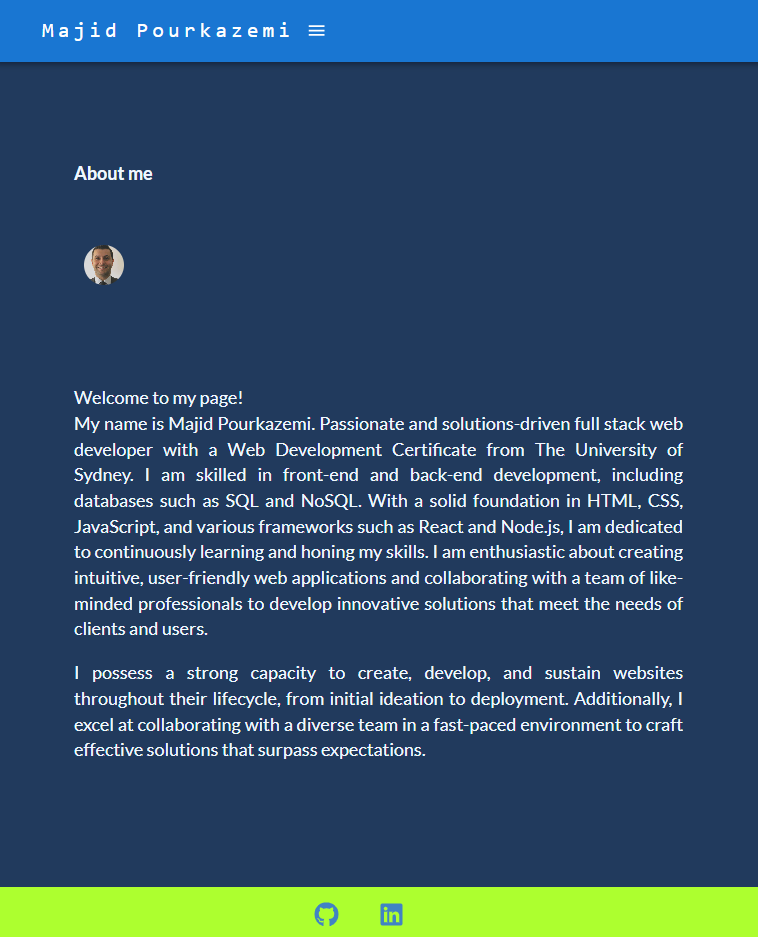 Majid Pourkazemi
About me
Welcome to my page!
My name is Majid Pourkazemi. Passionate and solutions-driven full stack web
developer with a Web Development Certificate from The University of
Sydney. I am skilled in front-end and back-end development, including
databases such as SQL and NoSQL. With a solid foundation in HTML, CSS,
JavaScript, and various frameworks such as React and Node.js, I am dedicated
to continuously learning and honing my skills. I am enthusiastic about creating
intuitive, user-friendly web applications and collaborating with a team of like-
minded professionals to develop innovative solutions that meet the needs of
clients and users.
I possess a strong capacity to create, develop, and sustain websites
throughout their lifecycle, from initial ideation to deployment. Additionally, I
excel at collaborating with a diverse team in a fast-paced environment to craft
effective solutions that surpass expectations.
in